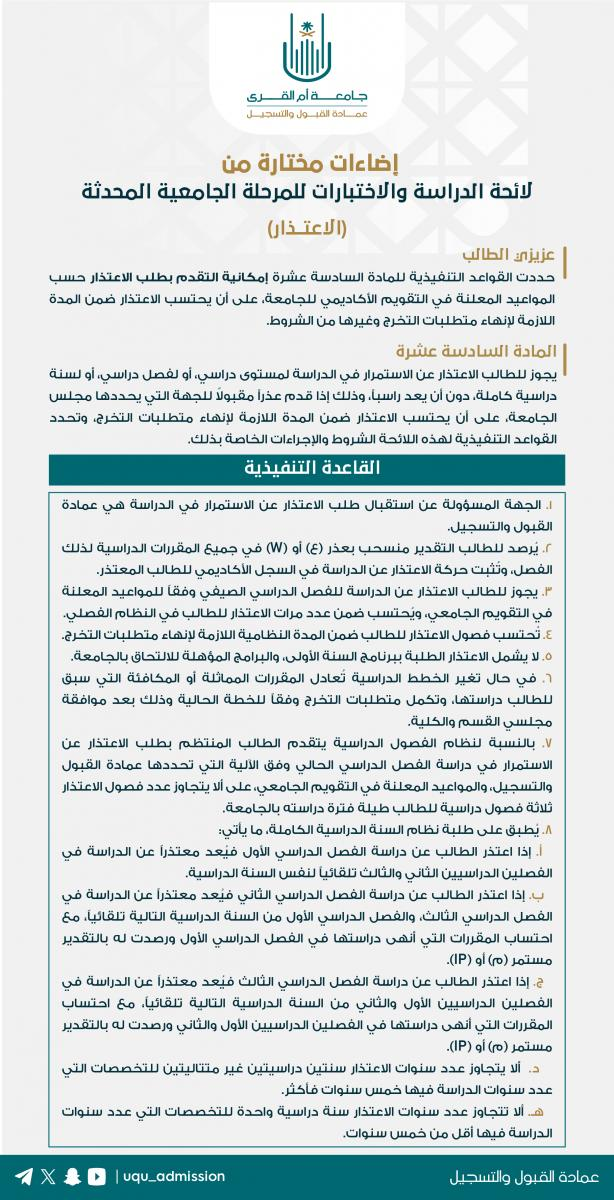 جامعة أم القرى
عمادة القبول والتسجيل
إضاءات مختارة من
لائحة الدراسة والاختبارات للمرحلة الجامعية المحدثة
(الاعتذار)
عزيزي الطالب
حددت القواعد التنفيذية للمادة السادسة عشرة إمكانية التقدم بطلب الاعتذار حسب
المواعيد المعلنة في التقويم الأكاديمي للجامعة، على أن يحتسب الاعتذار ضمن المدة
اللازمة لإنهاء متطلبات التخرج وغيرها من الشروط.
المادة السادسة عشرة
يجوز للطالب الاعتذار عن الاستمرار في الدراسة لمستوى دراسي، أو لفصل دراسي، أو لسنة
دراسية كاملة، دون أن يعد راسباً، وذلك إذا قدم عذراً مقبولًا للجهة التي يحددها مجلس
الجامعة، على أن يحتسب الاعتذار ضمن المدة اللازمة لإنهاء متطلبات التخرج، وتحدد
القواعد التنفيذية لهذه اللائحة الشروط والإجراءات الخاصة بذلك.
القاعدة التنفيذية
١. الجهة المسؤولة عن استقبال طلب الاعتذار عن الاستمرار في الدراسة هي عمادة
القبول والتسجيل.
٢. يُرصد للطالب التقدير منسحب بعذر (ع) أو (W) في جميع المقررات الدراسية لذلك
الفصل، وتُثبت حركة الاعتذار عن الدراسة في السجل الأكاديمي للطالب المعتذر.
٣. يجوز للطالب الاعتذار عن الدراسة للفصل الدراسي الصيفي وفقاً للمواعيد المعلنة
في التقويم الجامعي، ويُحتسب ضمن عدد مرات الاعتذار للطالب في النظام الفصلي.
٤. تُحتسب فصول الاعتذار للطالب ضمن المدة النظامية اللازمة لإنهاء متطلبات التخرج.
٥. لا يشمل الاعتذار الطلبة ببرنامج السنة الأولى، والبرامج المؤهلة للالتحاق بالجامعة.
٦. في حال تغير الخطط الدراسية تُعادل المقررات المماثلة أو المكافئة التي سبق
للطالب دراستها، وتكمل متطلبات التخرج وفقاً للخطة الحالية وذلك بعد موافقة
مجلسي القسم والكلية.
٧. بالنسبة لنظام الفصول الدراسية يتقدم الطالب المنتظم بطلب الاعتذار عن
الاستمرار في دراسة الفصل الدراسي الحالي وفق الآلية التي تحددها عمادة القبول
والتسجيل، والمواعيد المعلنة في التقويم الجامعي، على ألا يتجاوز عدد فصول الاعتذار
ثلاثة فصول دراسية للطالب طيلة فترة دراسته بالجامعة.
٨. يُطبق على طلبة نظام السنة الدراسية الكاملة، ما يأتي:
أ. إذا اعتذر الطالب عن دراسة الفصل الدراسي الأول فيُعد معتذراً عن الدراسة في
الفصلين الدراسيين الثاني والثالث تلقائياً لنفس السنة الدراسية.
ب. إذا اعتذر الطالب عن دراسة الفصل الدراسي الثاني فيُعد معتذراً عن الدراسة في
الفصل الدراسي الثالث، والفصل الدراسي الأول من السنة الدراسية التالية تلقائياً، مع
احتساب المقررات التي أنهى دراستها في الفصل الدراسي الأول ورصدت له بالتقدير
مستمر (م) أو (IP).
ج. إذا اعتذر الطالب عن دراسة الفصل الدراسي الثالث فيُعد معتذراً عن الدراسة في
الفصلين الدراسيين الأول والثاني من السنة الدراسية التالية تلقائياً، مع احتساب
المقررات التي أنهى دراستها في الفصلين الدراسيين الأول والثاني ورصدت له بالتقدير
مستمر (م) أو (IP).
د. ألا يتجاوز عدد سنوات الاعتذار سنتين دراسيتين غير متتاليتين للتخصصات التي
عدد سنوات الدراسة فيها خمس سنوات فأكثر.
هـ. ألا تتجاوز عدد سنوات الاعتذار سنة دراسية واحدة للتخصصات التي عدد سنوات
الدراسة فيها أقل من خمس سنوات.
عمادة القبول والتسجيل
uqu_admission